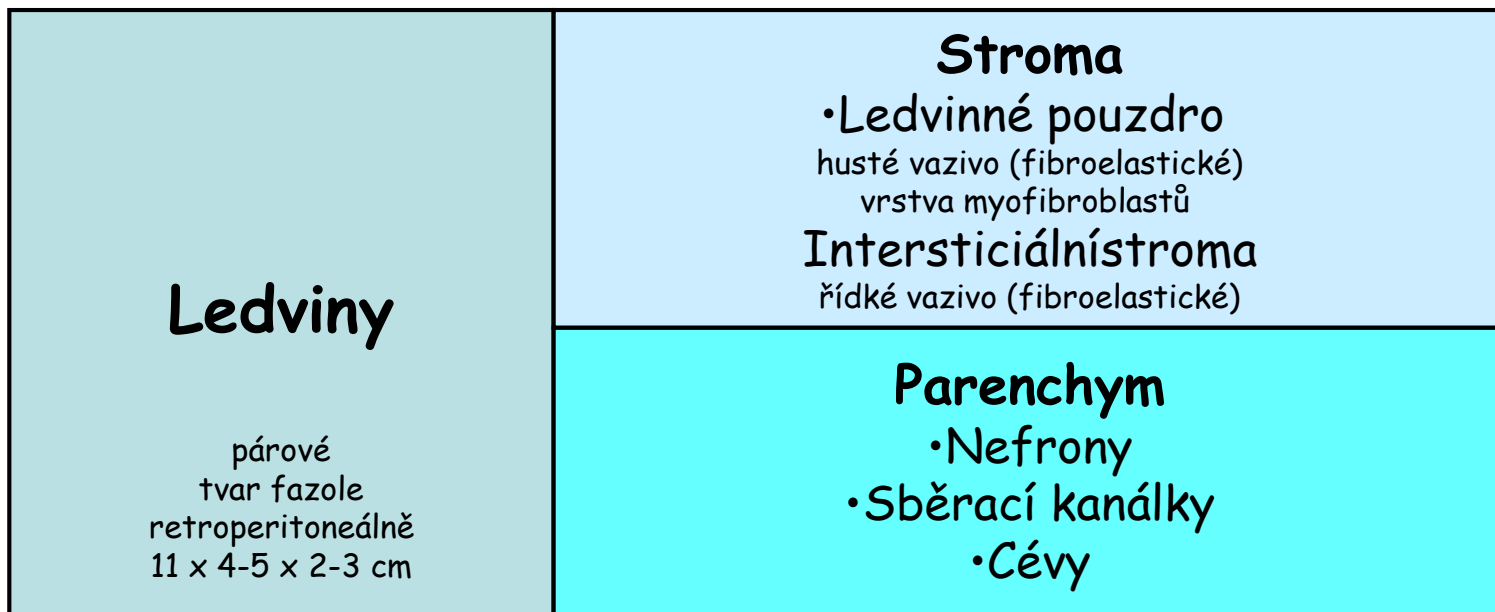 Ledviny
párové
tvar fazole
retroperitoneálně
11 x 4-5 x 2-3 cm
Stroma
•Ledvinné pouzdro
husté vazivo (fibroelastické)
vrstva myofibroblastů
Intersticiálnístroma
řídké vazivo (fibroelastické)
Parenchym
•Nefrony
•Sběrací kanálky
•Cévy